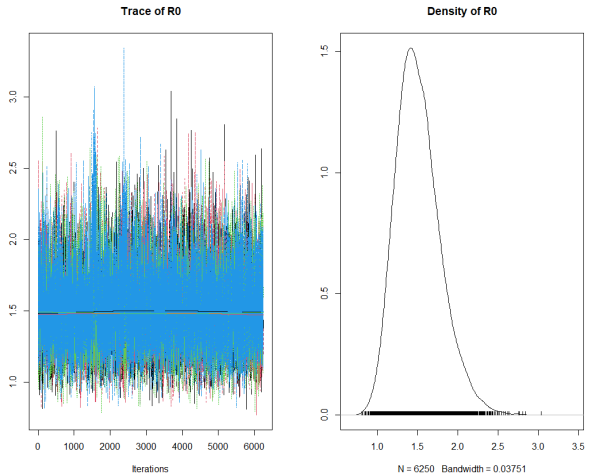 Trace of R0
3.0
2.5
2.0
1.5
1.0
0 1000 2000 3000 4000 5000 6000
Iterations
Density of R0
1.5
1.0
0.5
0.0
1.0 1.5 2.0 2.5 3.0 3.5
N = 6250 Bandwidth = 0.03751